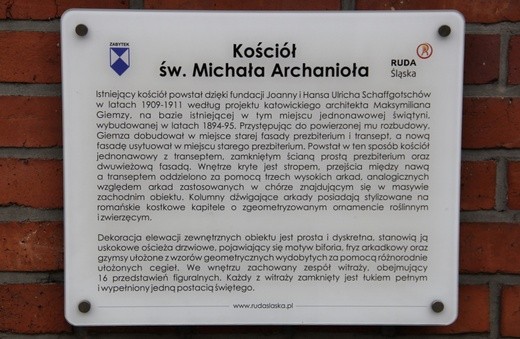 ZABYTEK
RUDA
Śląska
Kościół
św. Michała Archanioła
Istniejący kościół powstał dzięki fundacji Joanny i Hansa Ulricha Schaffgotschów
w latach 1909-1911 według projektu katowickiego architekta Maksymiliana
Giemzy, na bazie istniejącej w tym miejscu jednonawowej świątyni,
wybudowanej w latach 1894-95. Przystępując do powierzonej mu rozbudowy,
Giemza dobudował w miejsce starej fasady prezbiterium i transept, a nową
fasadę usytuował w miejscu starego prezbiterium. Powstał w ten sposób kościół
jednonawowy z transeptem, zamkniętym ścianą prostą prezbiterium oraz
dwuwieżową fasadą. Wnętrze kryte jest stropem, przejścia między nawą
a transeptem oddzielono za pomocą trzech wysokich arkad, analogicznych
względem arkad zastosowanych w chórze znajdującym się w masywie
zachodnim obiektu. Kolumny dźwigające arkady posiadają stylizowane na
romańskie kostkowe kapitele o zgeometryzowanym ornamencie roślinnym
i zwierzęcym.
Dekoracja elewacji zewnętrznych obiektu jest prosta i dyskretna, stanowią ją
uskokowe ościeża drzwiowe, pojawiający się motyw biforia, fryz arkadkowy oraz
gzymsy ułożone z wzorów geometrycznych wydobytych za pomocą różnorodnie
ułożonych cegieł. We wnętrzu zachowany zespół witraży, obejmujący
16 przedstawień figuralnych. Każdy z witraży zamknięty jest łukiem pełnym
i wypełniony jedną postacią świętego.
www.rudaslaska.pl